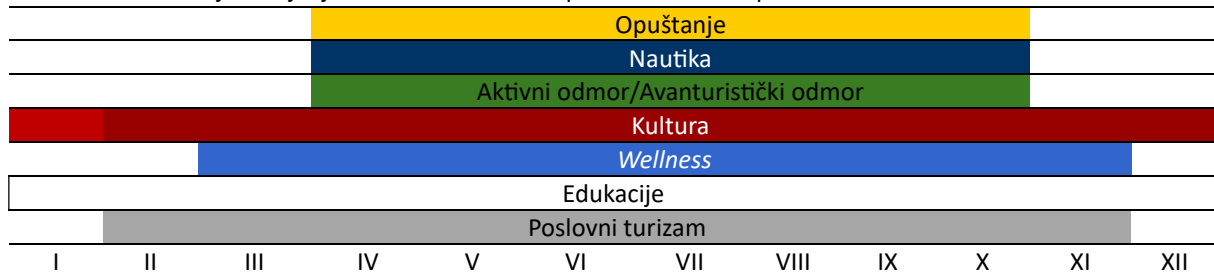 Opuštanje
Nautika
Aktivni odmor/Avanturistički odmor
Kultura
Wellness
Edukacije
Poslovni turizam
I II III IV V VI VII VIII IX X XI XII